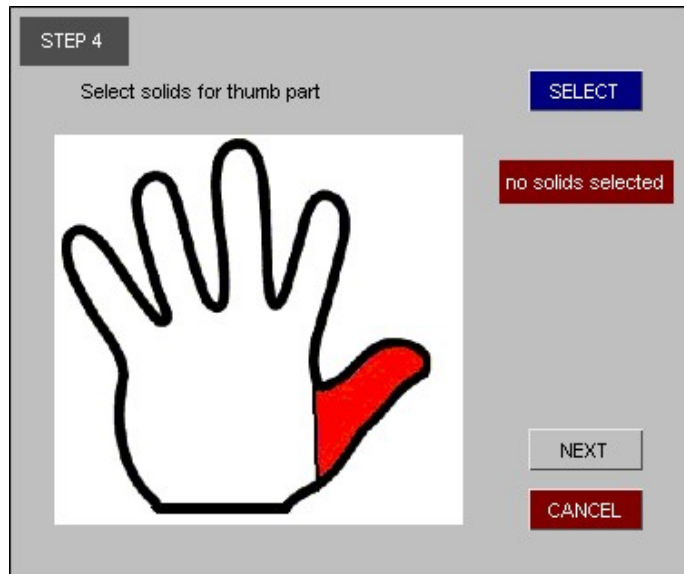 STEP 4
Select solids for thumb part
SELECT
no solids selected
NEXT
CANCEL